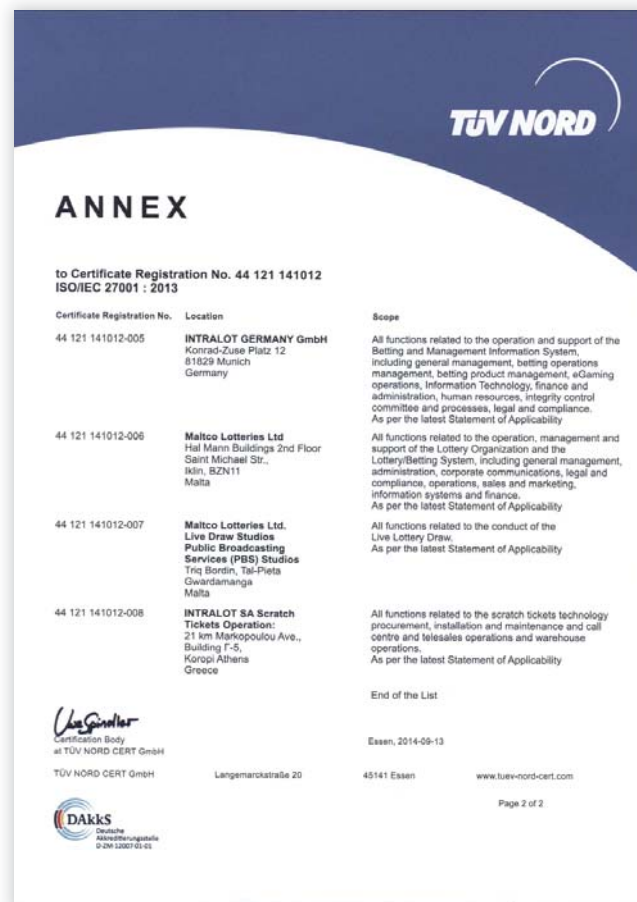 TÜV NORD
ANNEX
to Certificate Registration No. 44 121 141012
ISO/IEC 27001 : 2013
Certificate Registration No. Location Scope
44 121 141012-005
INTRALOT GERMANY GmbH
Konrad-Zuse Platz 12
81829 Munich
Germany
All functions related to the operation and support of the
Betting and Management Information System,
including general management, betting operations
management, betting product management, eGaming
operations, Information Technology, finance and
administration, human resources, integrity control
committee and processes, legal and compliance.
As per the latest Statement of Applicability
44 121 141012-006
Maltco Lotteries Ltd
Hal Mann Buildings 2nd Floor
Saint Michael Str.,
Iklin, BZN11
Malta
All functions related to the operation, management and
support of the Lottery Organization and the
Lottery/Betting System, including general management,
administration, corporate communications, legal and
compliance, operations, sales and marketing,
information systems and finance.
As per the latest Statement of Applicability
44 121 141012-007
Maltco Lotteries Ltd.
Live Draw Studios
Public Broadcasting
Services (PBS) Studios
Triq Bordin, Tal-Pieta
Gwardamanga
Malta
All functions related to the conduct of the
Live Lottery Draw.
As per the latest Statement of Applicability
44 121 141012-008
INTRALOT SA Scratch
Tickets Operation:
21 km Markopoulou Ave.,
Building Γ-5,
Koropi Athens
Greece
All functions related to the scratch tickets technology
procurement, installation and maintenance and call
centre and telesales operations and warehouse
operations.
As per the latest Statement of Applicability
End of the List
Uwe Spindler
Certification Body
at TÜV NORD CERT GmbH
Essen, 2014-09-13
TÜV NORD CERT GmbH Langemarckstraße 20 45141 Essen www.tuev-nord-cert.com
Page 2 of 2
DAkkS
Deutsche
Akkreditierungsstelle
D-ZM-12007-01-01